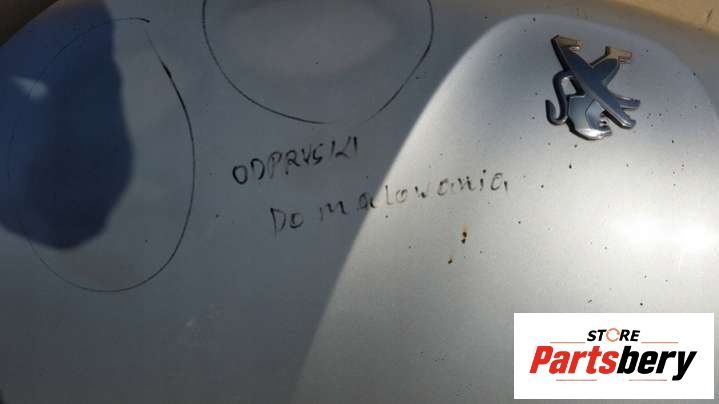 ODPRYSKI
Do malowania
STORE
Partsbery